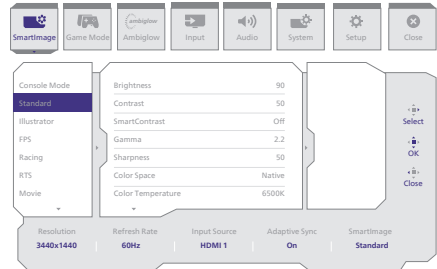 SmartImage
Game Mode
ambiglow
Ambiglow
Input
Audio
System
Setup
Close
Console Mode
Standard
Illustrator
FPS
Racing
RTS
Movie
Brightness 90
Contrast 50
SmartContrast Off
Gamma 2.2
Sharpness 50
Color Space Native
Color Temperature 6500K
Select
OK
Close
Resolution Refresh Rate Input Source Adaptive Sync SmartImage
3440x1440 60Hz HDMI 1 On Standard